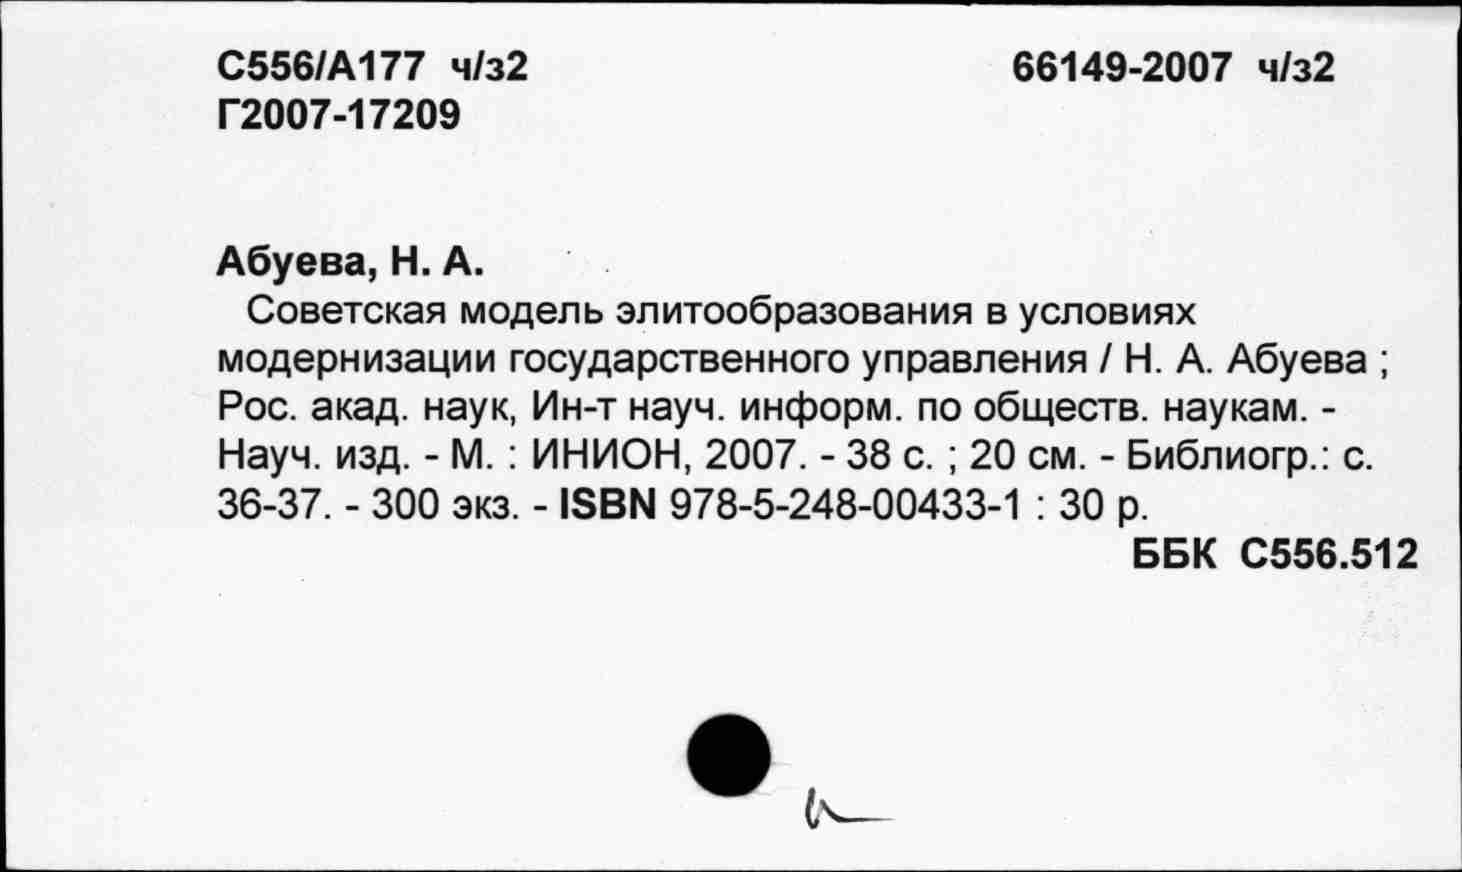 С556/А177 ч/з2 66149-2007 ч/з2
Г2007-17209
Абуева, Н. А.
Советская модель элитообразования в условиях
модернизации государственного управления / Н. А. Абуева ;
Рос. акад. наук, Ин-т науч. информ. по обществ. наукам. -
Науч. изд. - М. : ИНИОН, 2007. - 38 с. ; 20 см. - Библиогр.: с.
36-37. - 300 экз. - ISBN 978-5-248-00433-1 : 30 р.
ББК С556.512